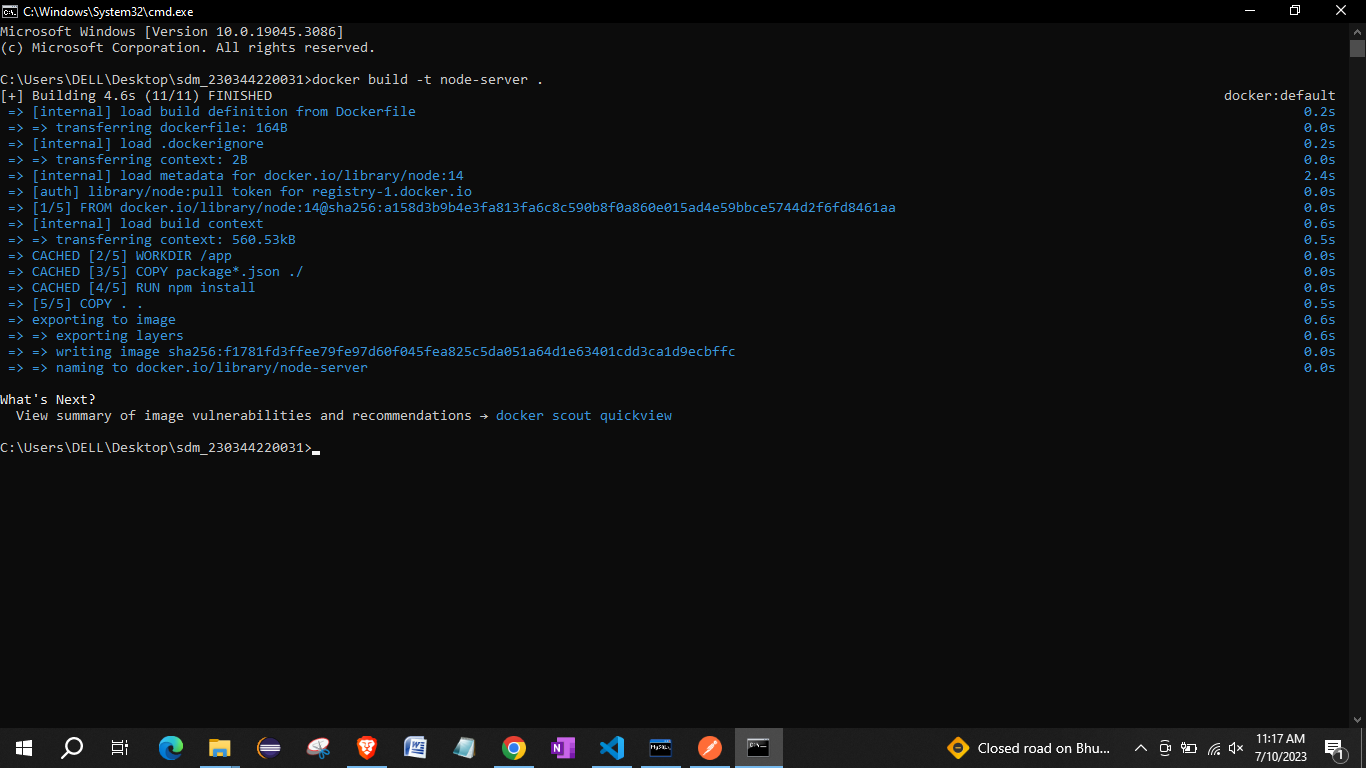 C:\Windows\System32\cmd.exe
Microsoft Windows [Version 10.0.19045.3086]
(c) Microsoft Corporation. All rights reserved.
C:\Users\DELL\Desktop\sdm_230344220031>docker build -t node-server .
[+] Building 4.6s (11/11) FINISHED docker:default
=> [internal] load build definition from Dockerfile 0.2s
=> => transferring dockerfile: 164B 0.0s
=> [internal] load .dockerignore 0.2s
=> => transferring context: 2B 0.0s
=> [internal] load metadata for docker.io/library/node:14 2.4s
=> [auth] library/node:pull token for registry-1.docker.io 0.0s
=> [1/5] FROM docker.io/library/node:14@sha256:a158d3b9b4e3fa813fa6c8c590b8f0a860e015ad4e59bbce5744d2f6fd8461aa 0.0s
=> [internal] load build context 0.6s
=> => transferring context: 560.53kB 0.5s
=> CACHED [2/5] WORKDIR /app 0.0s
=> CACHED [3/5] COPY package*.json ./ 0.0s
=> CACHED [4/5] RUN npm install 0.0s
=> [5/5] COPY . . 0.5s
=> exporting to image 0.6s
=> => exporting layers 0.6s
=> => writing image sha256:f1781fd3ffee79fe97d60f045fea825c5da051a64d1e63401cdd3ca1d9ecbffc 0.0s
=> => naming to docker.io/library/node-server 0.0s
What's Next?
View summary of image vulnerabilities and recommendations → docker scout quickview
C:\Users\DELL\Desktop\sdm_230344220031>
Closed road on Bhu...
11:17 AM
7/10/2023
1